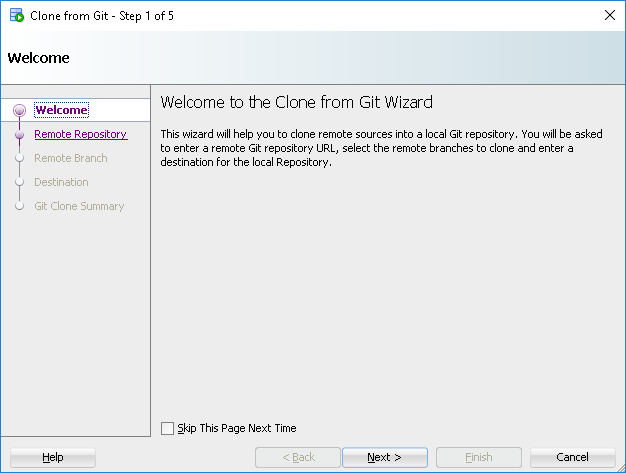 Clone from Git - Step 1 of 5
Welcome
Welcome
Remote Repository
Remote Branch
Destination
Git Clone Summary
Welcome to the Clone from Git Wizard
This wizard will help you to clone remote sources into a local Git repository. You will be asked
to enter a remote Git repository URL, select the remote branches to clone and enter a
destination for the local Repository.
Skip This Page Next Time
Help
< Back
Next >
Finish
Cancel